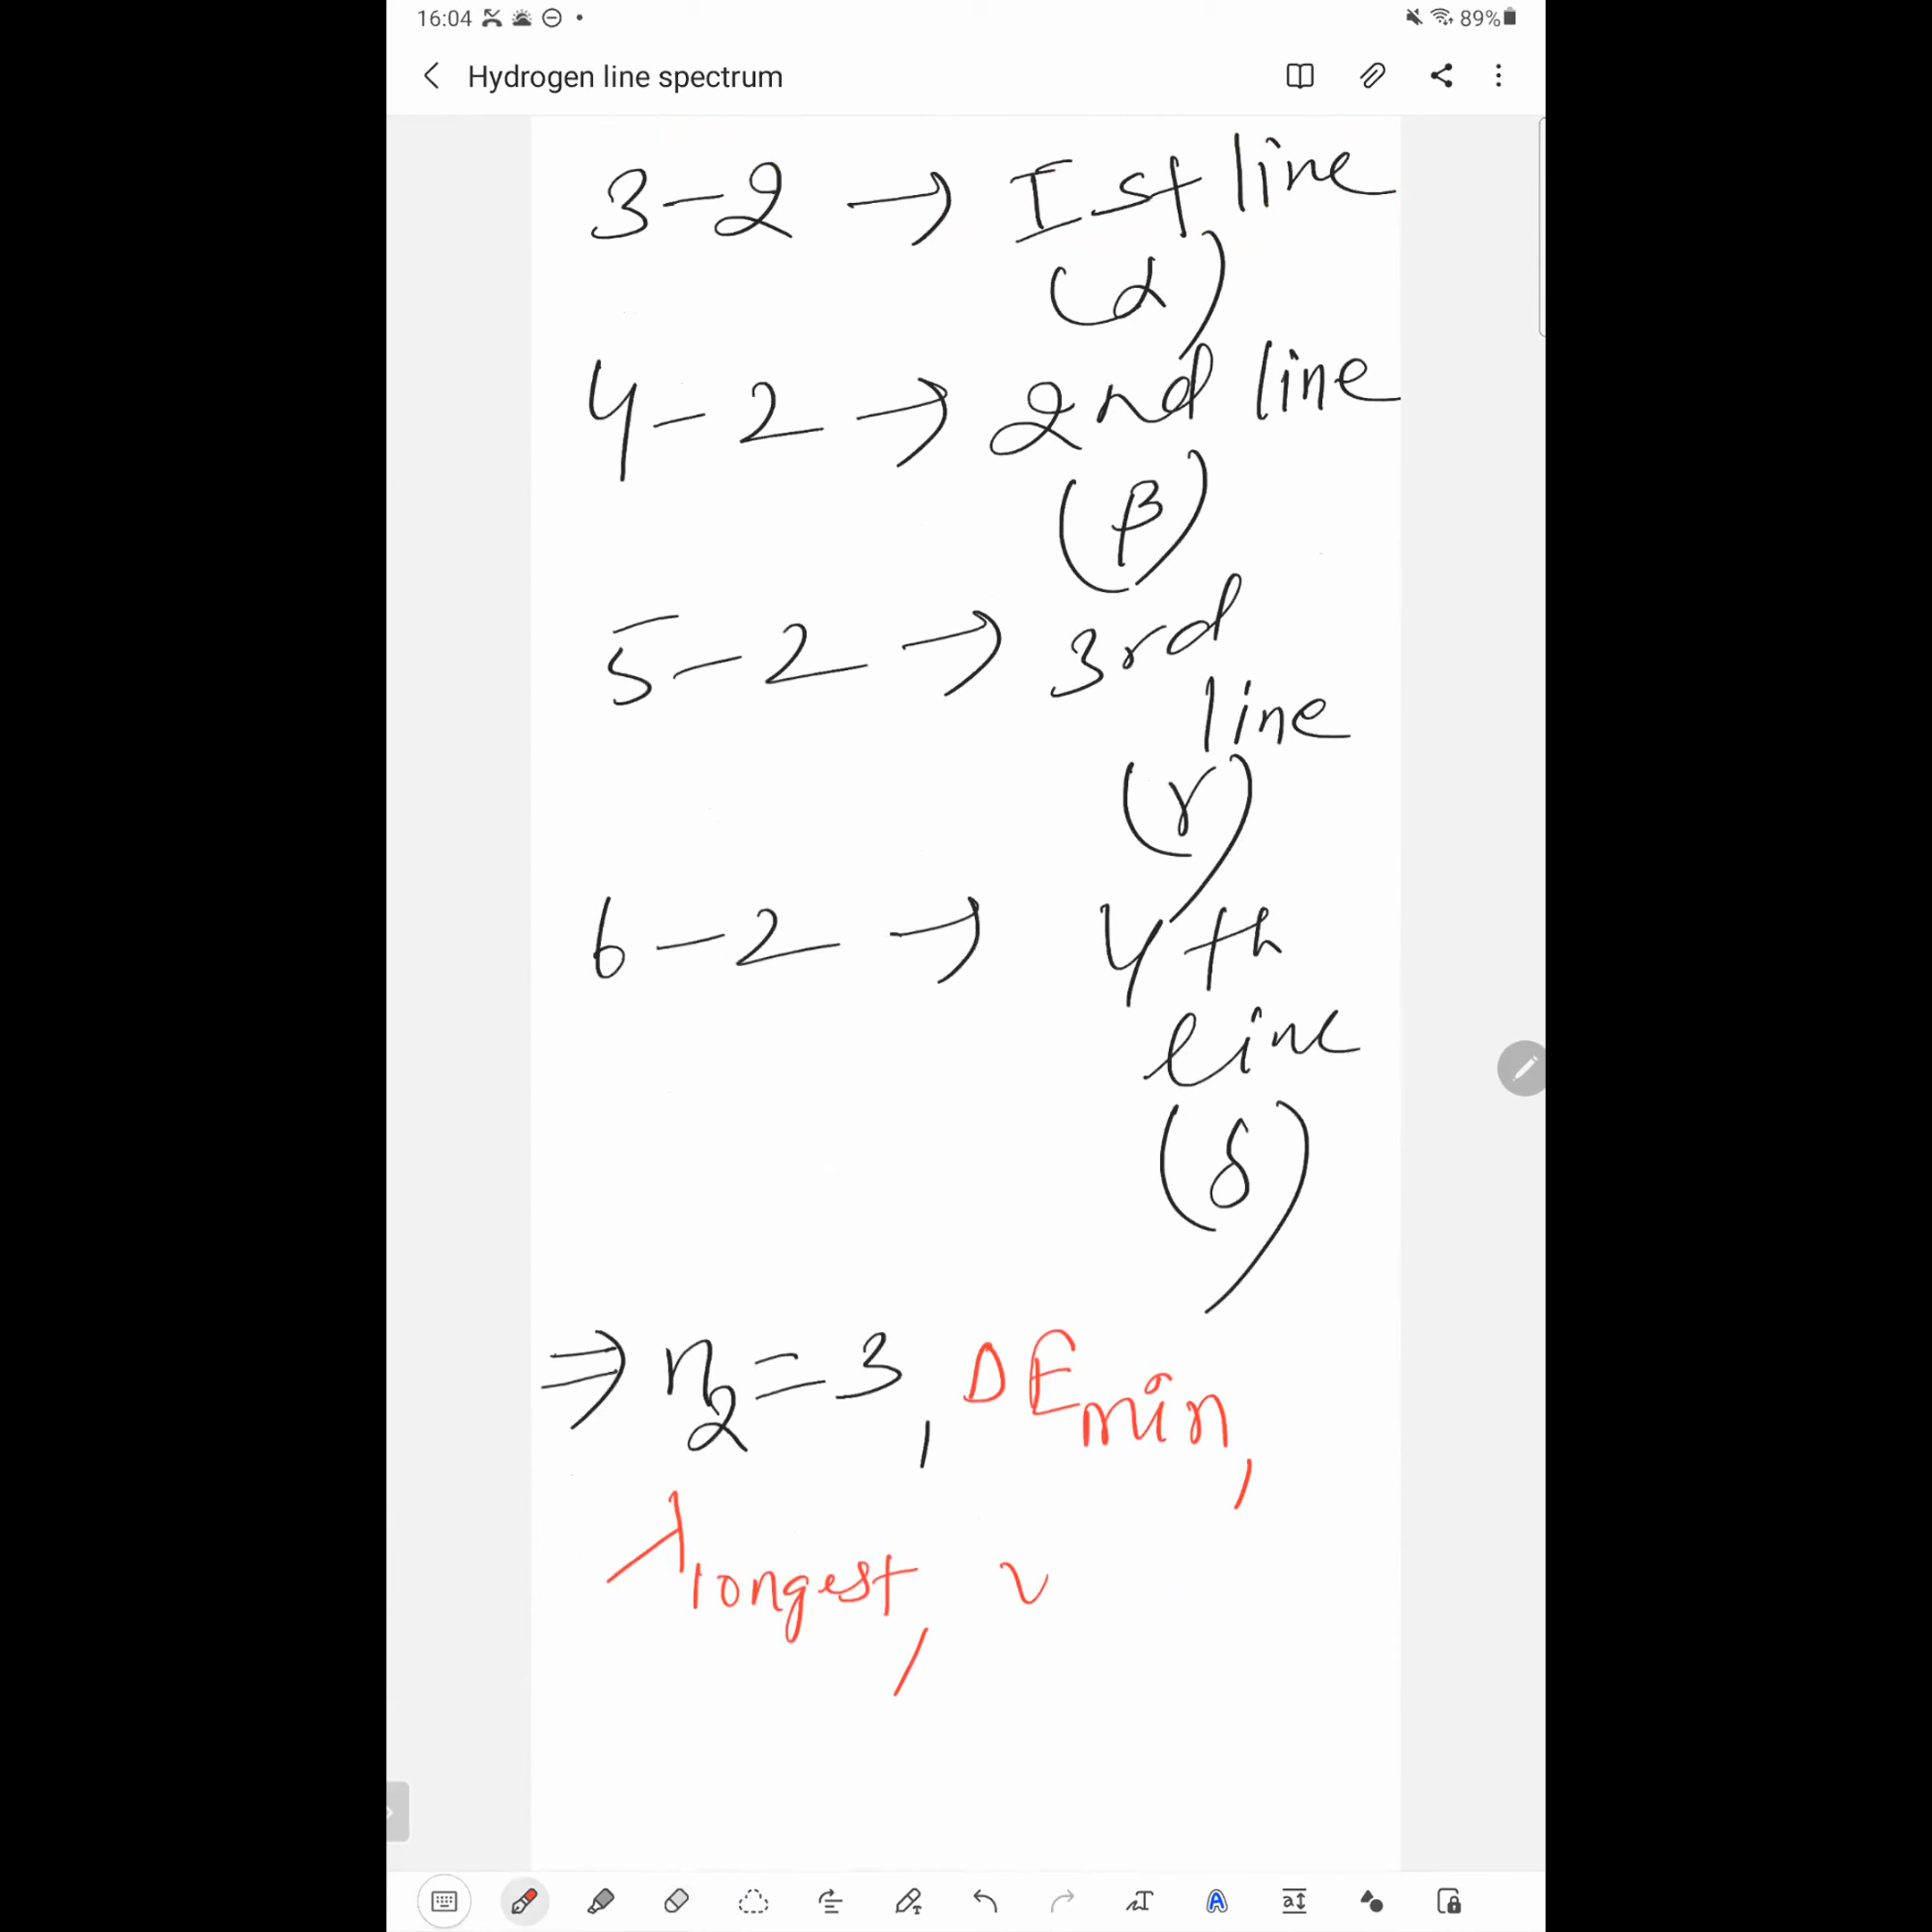 16:04
89%
Hydrogen line spectrum
3-2 → Ist line
(α)
4-2 → 2nd line
(β)
5-2 → 3rd
line
(γ)
6-2 → 4th
line
(δ)
⇒ n₂=3, DEmin,
λlongest, ν